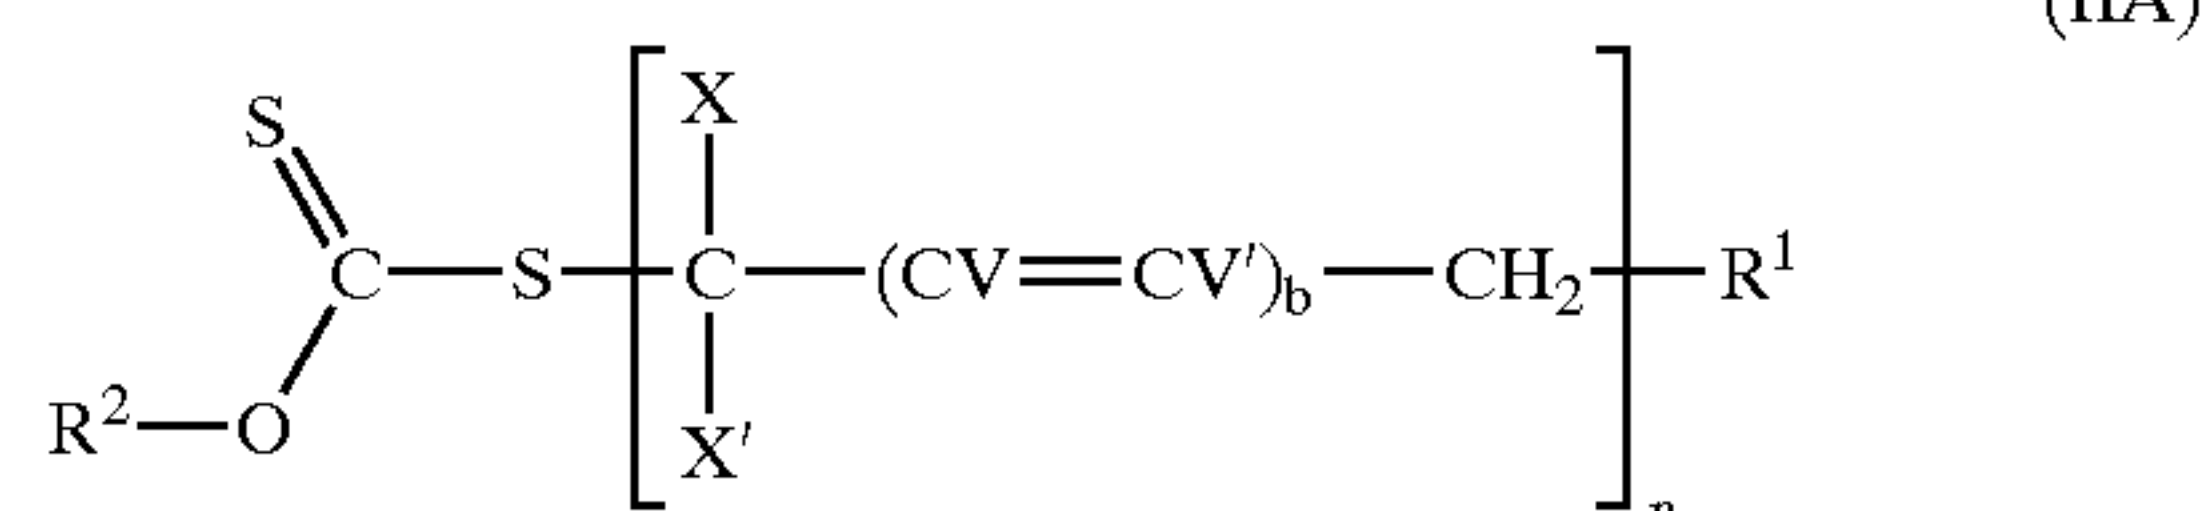 (IIA)
X
S
C — S — C — (CV=CV')b — CH2 — R1
R2 — O
X'
n